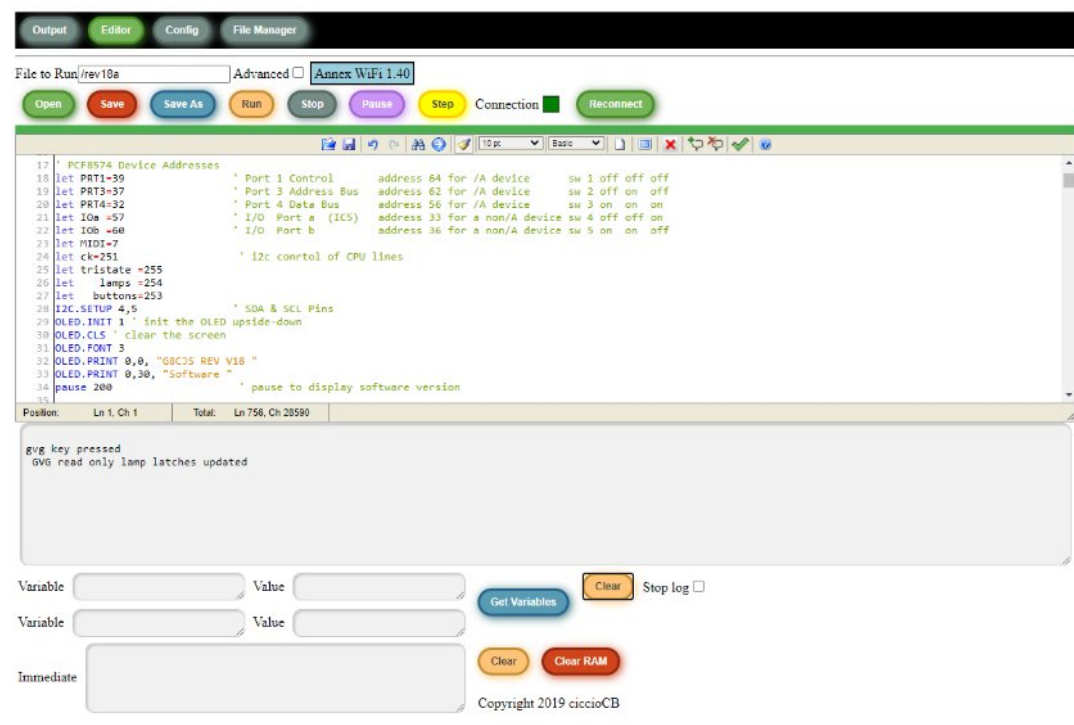 Output Editor Config File Manager
File to Run /rev18a Advanced Annex WiFi 1.40
Open Save Save As Run Stop Pause Step Connection Reconnect
10 pt Basic
17 ' PCF8574 Device Addresses
18 let PRT1=39 ' Port 1 Control address 64 for /A device sw 1 off off off
19 let PRT3=37 ' Port 3 Address Bus address 62 for /A device sw 2 off on off
20 let PRT4=32 ' Port 4 Data Bus address 56 for /A device sw 3 on on on
21 let IOa =57 ' I/O Port a (IC5) address 33 for a non/A device sw 4 off off on
22 let IOb =60 ' I/O Port b address 36 for a non/A device sw 5 on on off
23 let MIDI=7
24 let ck=251 ' i2c conrtol of CPU lines
25 let tristate =255
26 let lamps =254
27 let buttons=253
28 I2C.SETUP 4,5 ' SDA & SCL Pins
29 OLED.INIT 1 ' init the OLED upside-down
30 OLED.CLS ' clear the screen
31 OLED.FONT 3
32 OLED.PRINT 0,0, "G8CJS REV V18 "
33 OLED.PRINT 0,30, "Software "
34 pause 200 ' pause to display software version
35
Position: Ln 1, Ch 1 Total: Ln 756, Ch 28590
gvg key pressed
GVG read only lamp latches updated
Variable Value Get Variables Clear Stop log
Variable Value
Immediate Clear Clear RAM
Copyright 2019 ciccioCB